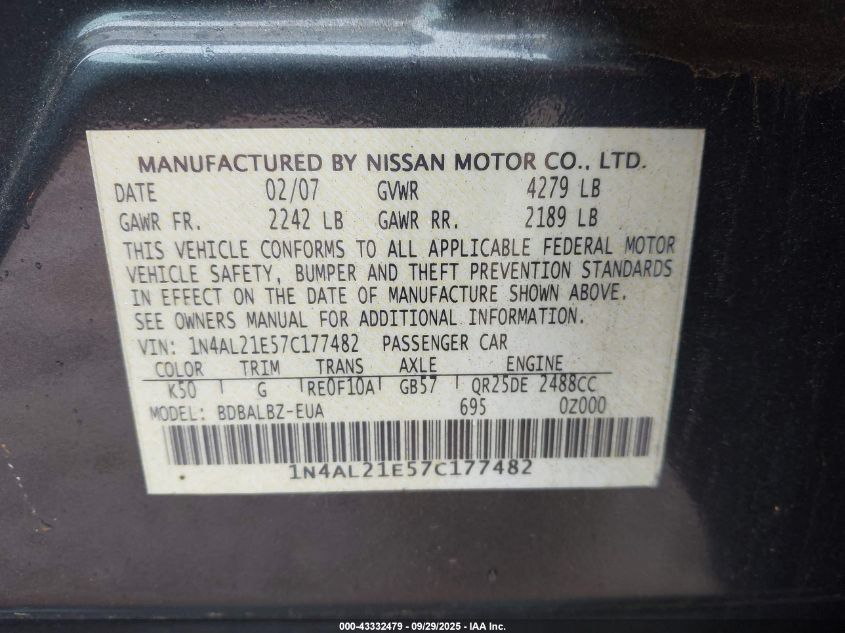 MANUFACTURED BY NISSAN MOTOR CO., LTD.
DATE 02/07 GVWR 4279 LB
GAWR FR. 2242 LB GAWR RR. 2189 LB
THIS VEHICLE CONFORMS TO ALL APPLICABLE FEDERAL MOTOR
VEHICLE SAFETY, BUMPER AND THEFT PREVENTION STANDARDS
IN EFFECT ON THE DATE OF MANUFACTURE SHOWN ABOVE.
SEE OWNERS MANUAL FOR ADDITIONAL INFORMATION.
VIN: 1N4AL21E57C177482 PASSENGER CAR
COLOR TRIM TRANS AXLE ENGINE
K50 G RE0F10A GB57 QR25DE 2488CC
MODEL: BDBALBZ-EUA 695 0Z000
1N4AL21E57C177482
000-43332479 | 09/29/2025 - IAA Inc.